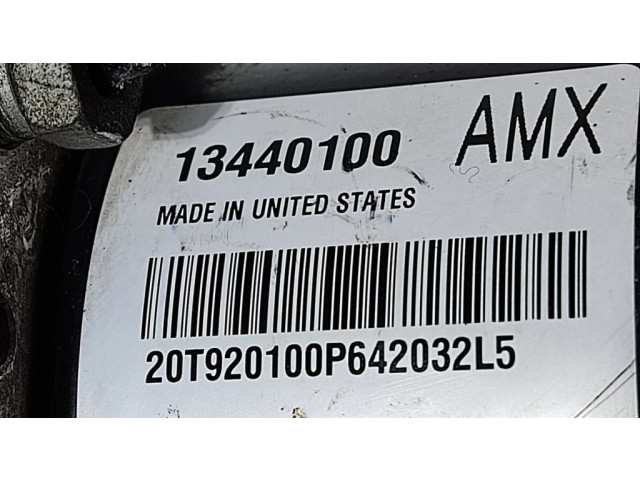 13440100 AMX
MADE IN UNITED STATES
20T920100P642032L5